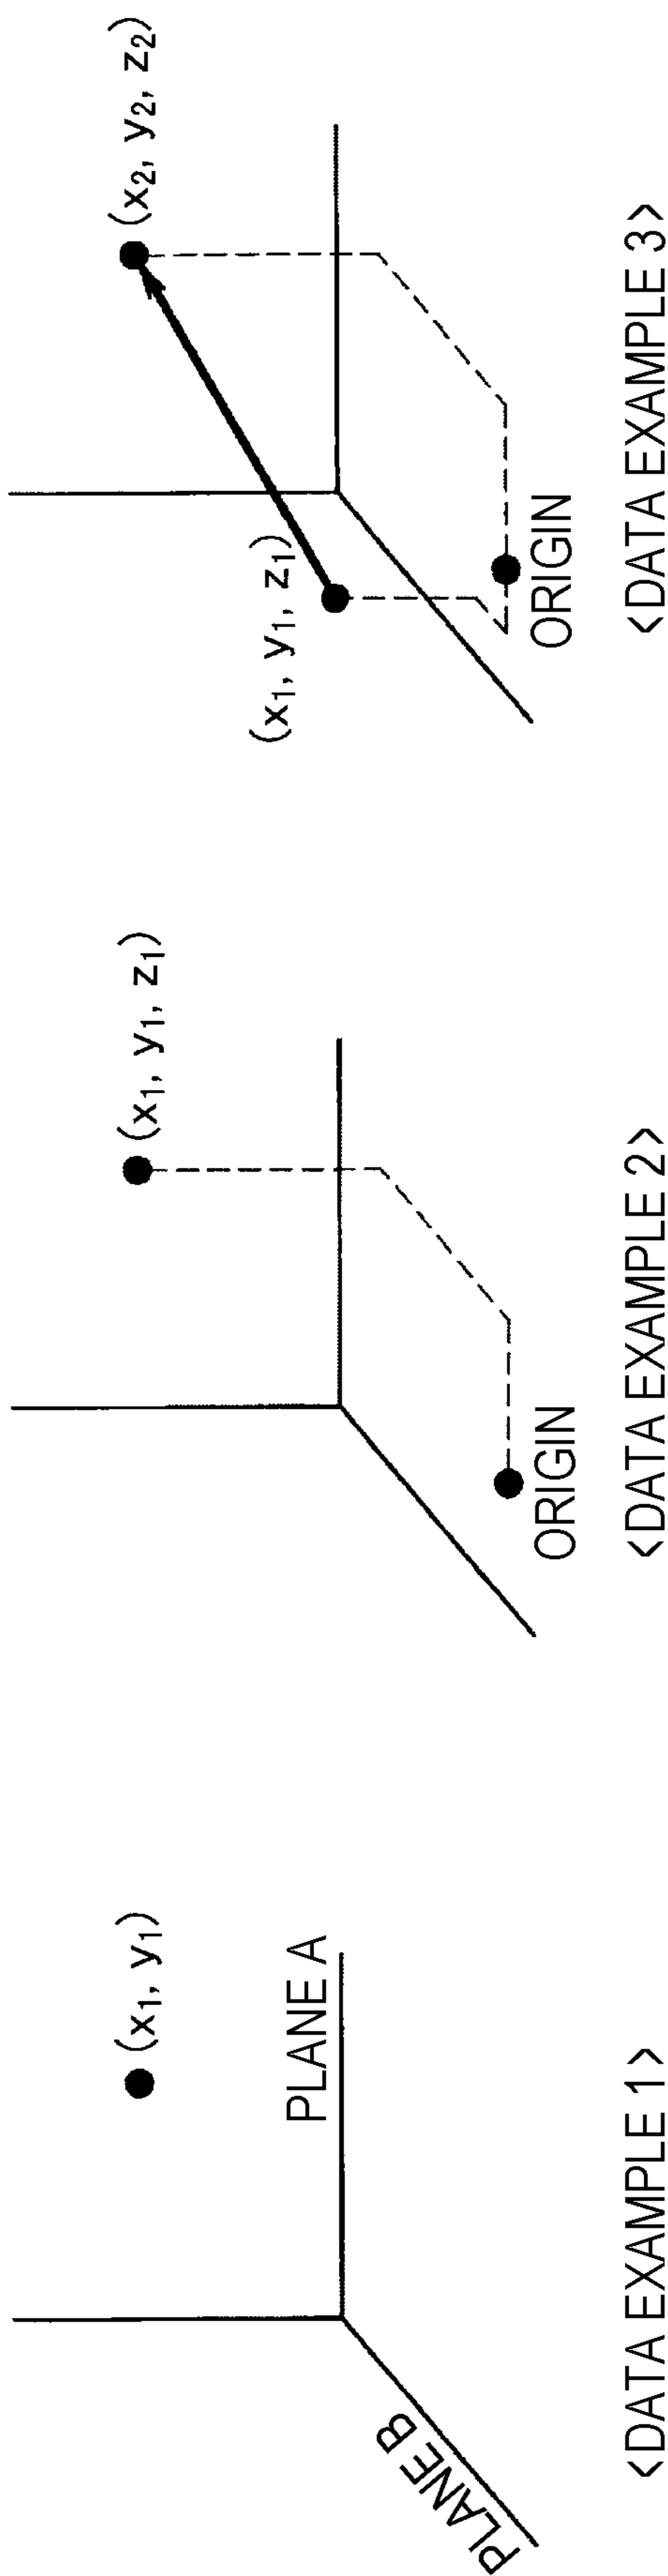 (x₁, y₁)
PLANE A
PLANE B
<DATA EXAMPLE 1>
(x₁, y₁, z₁)
ORIGIN
<DATA EXAMPLE 2>
(x₂, y₂, z₂)
(x₁, y₁, z₁)
ORIGIN
<DATA EXAMPLE 3>